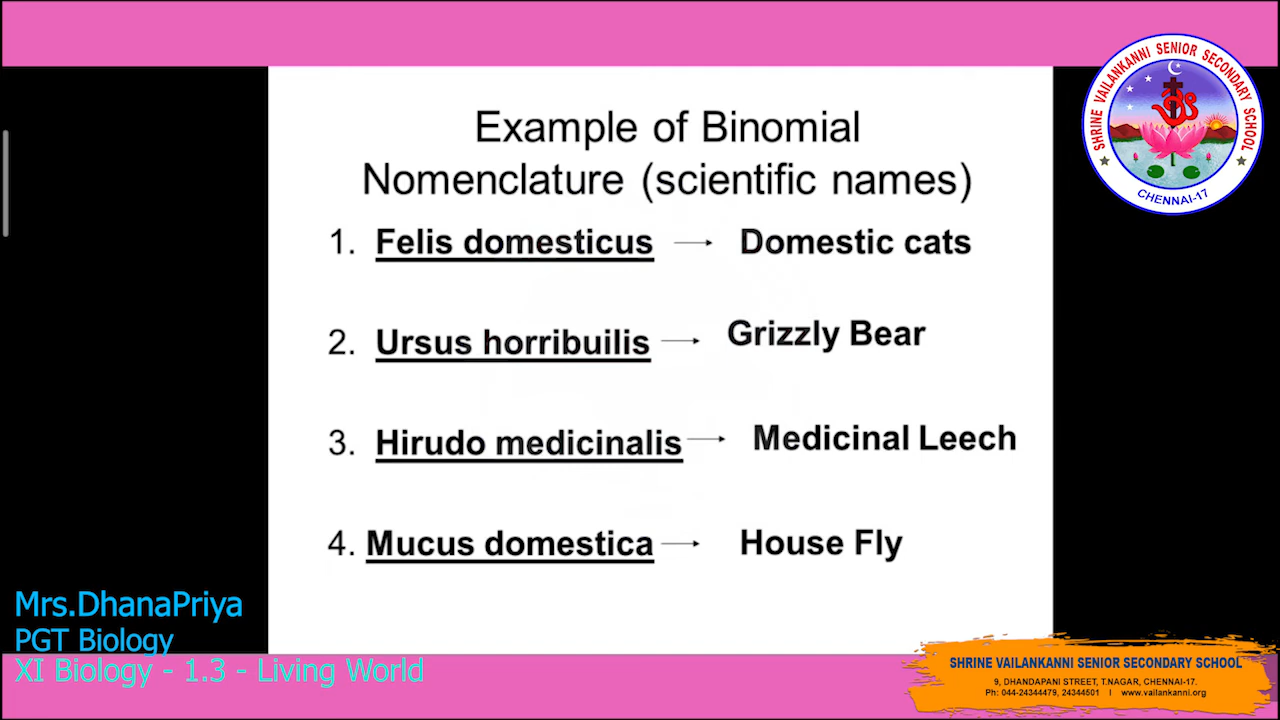 Example of Binomial
Nomenclature (scientific names)
1. Felis domesticus → Domestic cats
2. Ursus horribuilis → Grizzly Bear
3. Hirudo medicinalis → Medicinal Leech
4. Mucus domestica → House Fly
SHRINE VAILANKANNI SENIOR SECONDARY SCHOOL
CHENNAI-17
Mrs.DhanaPriya
PGT Biology
XI Biology - 1.3 - Living World
SHRINE VAILANKANNI SENIOR SECONDARY SCHOOL
9, DHANDAPANI STREET, T.NAGAR, CHENNAI-17.
Ph: 044-24344479, 24344501 I www.vailankanni.org